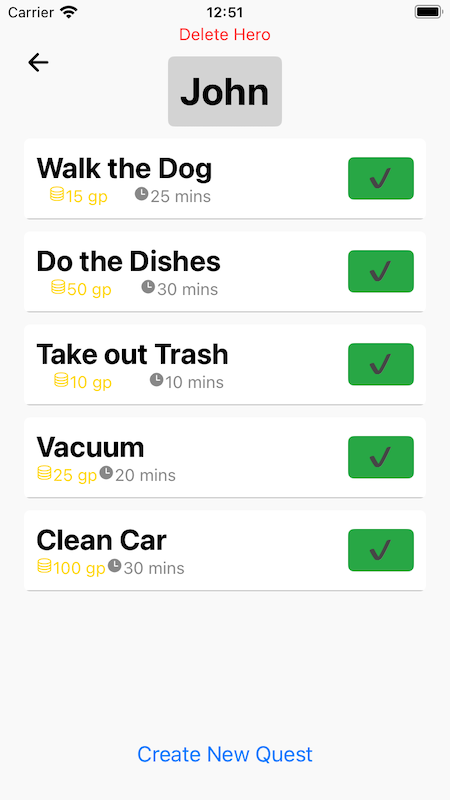 Carrier 12:51
Delete Hero
John
Walk the Dog
15 gp 25 mins
Do the Dishes
50 gp 30 mins
Take out Trash
10 gp 10 mins
Vacuum
25 gp 20 mins
Clean Car
100 gp 30 mins
Create New Quest